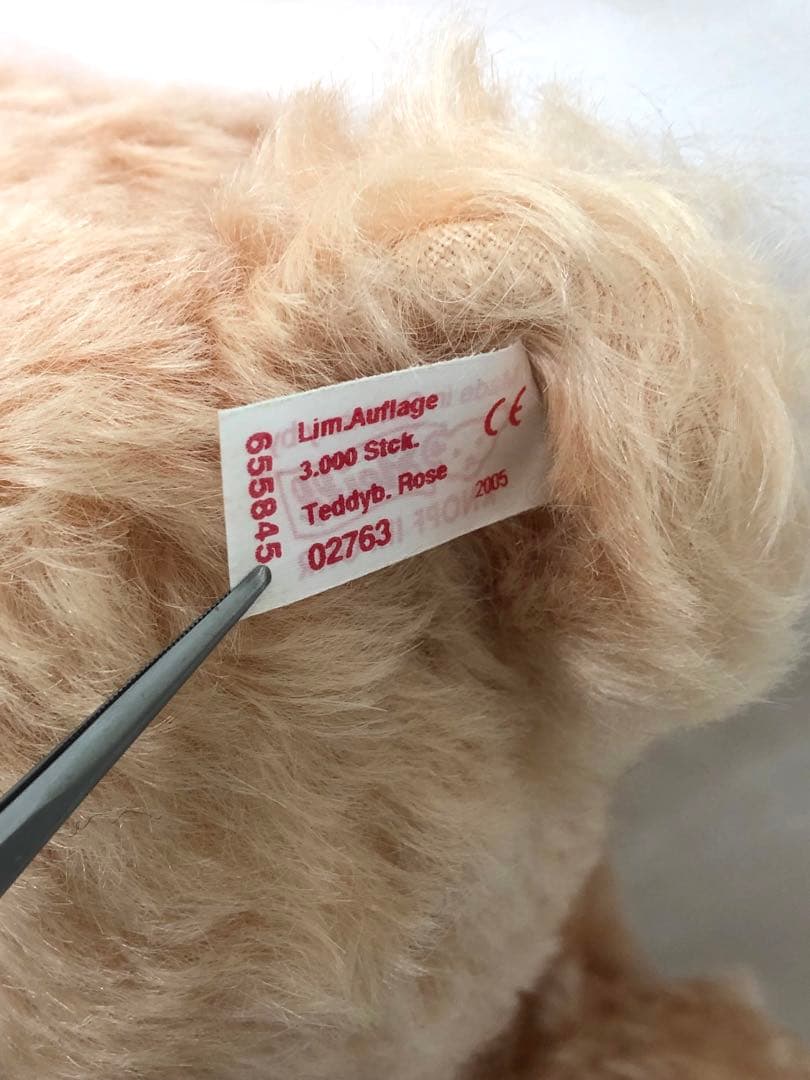 655845
Lim.Auflage
3.000 Stck.
Teddyb. Rose
02763
CE
2005